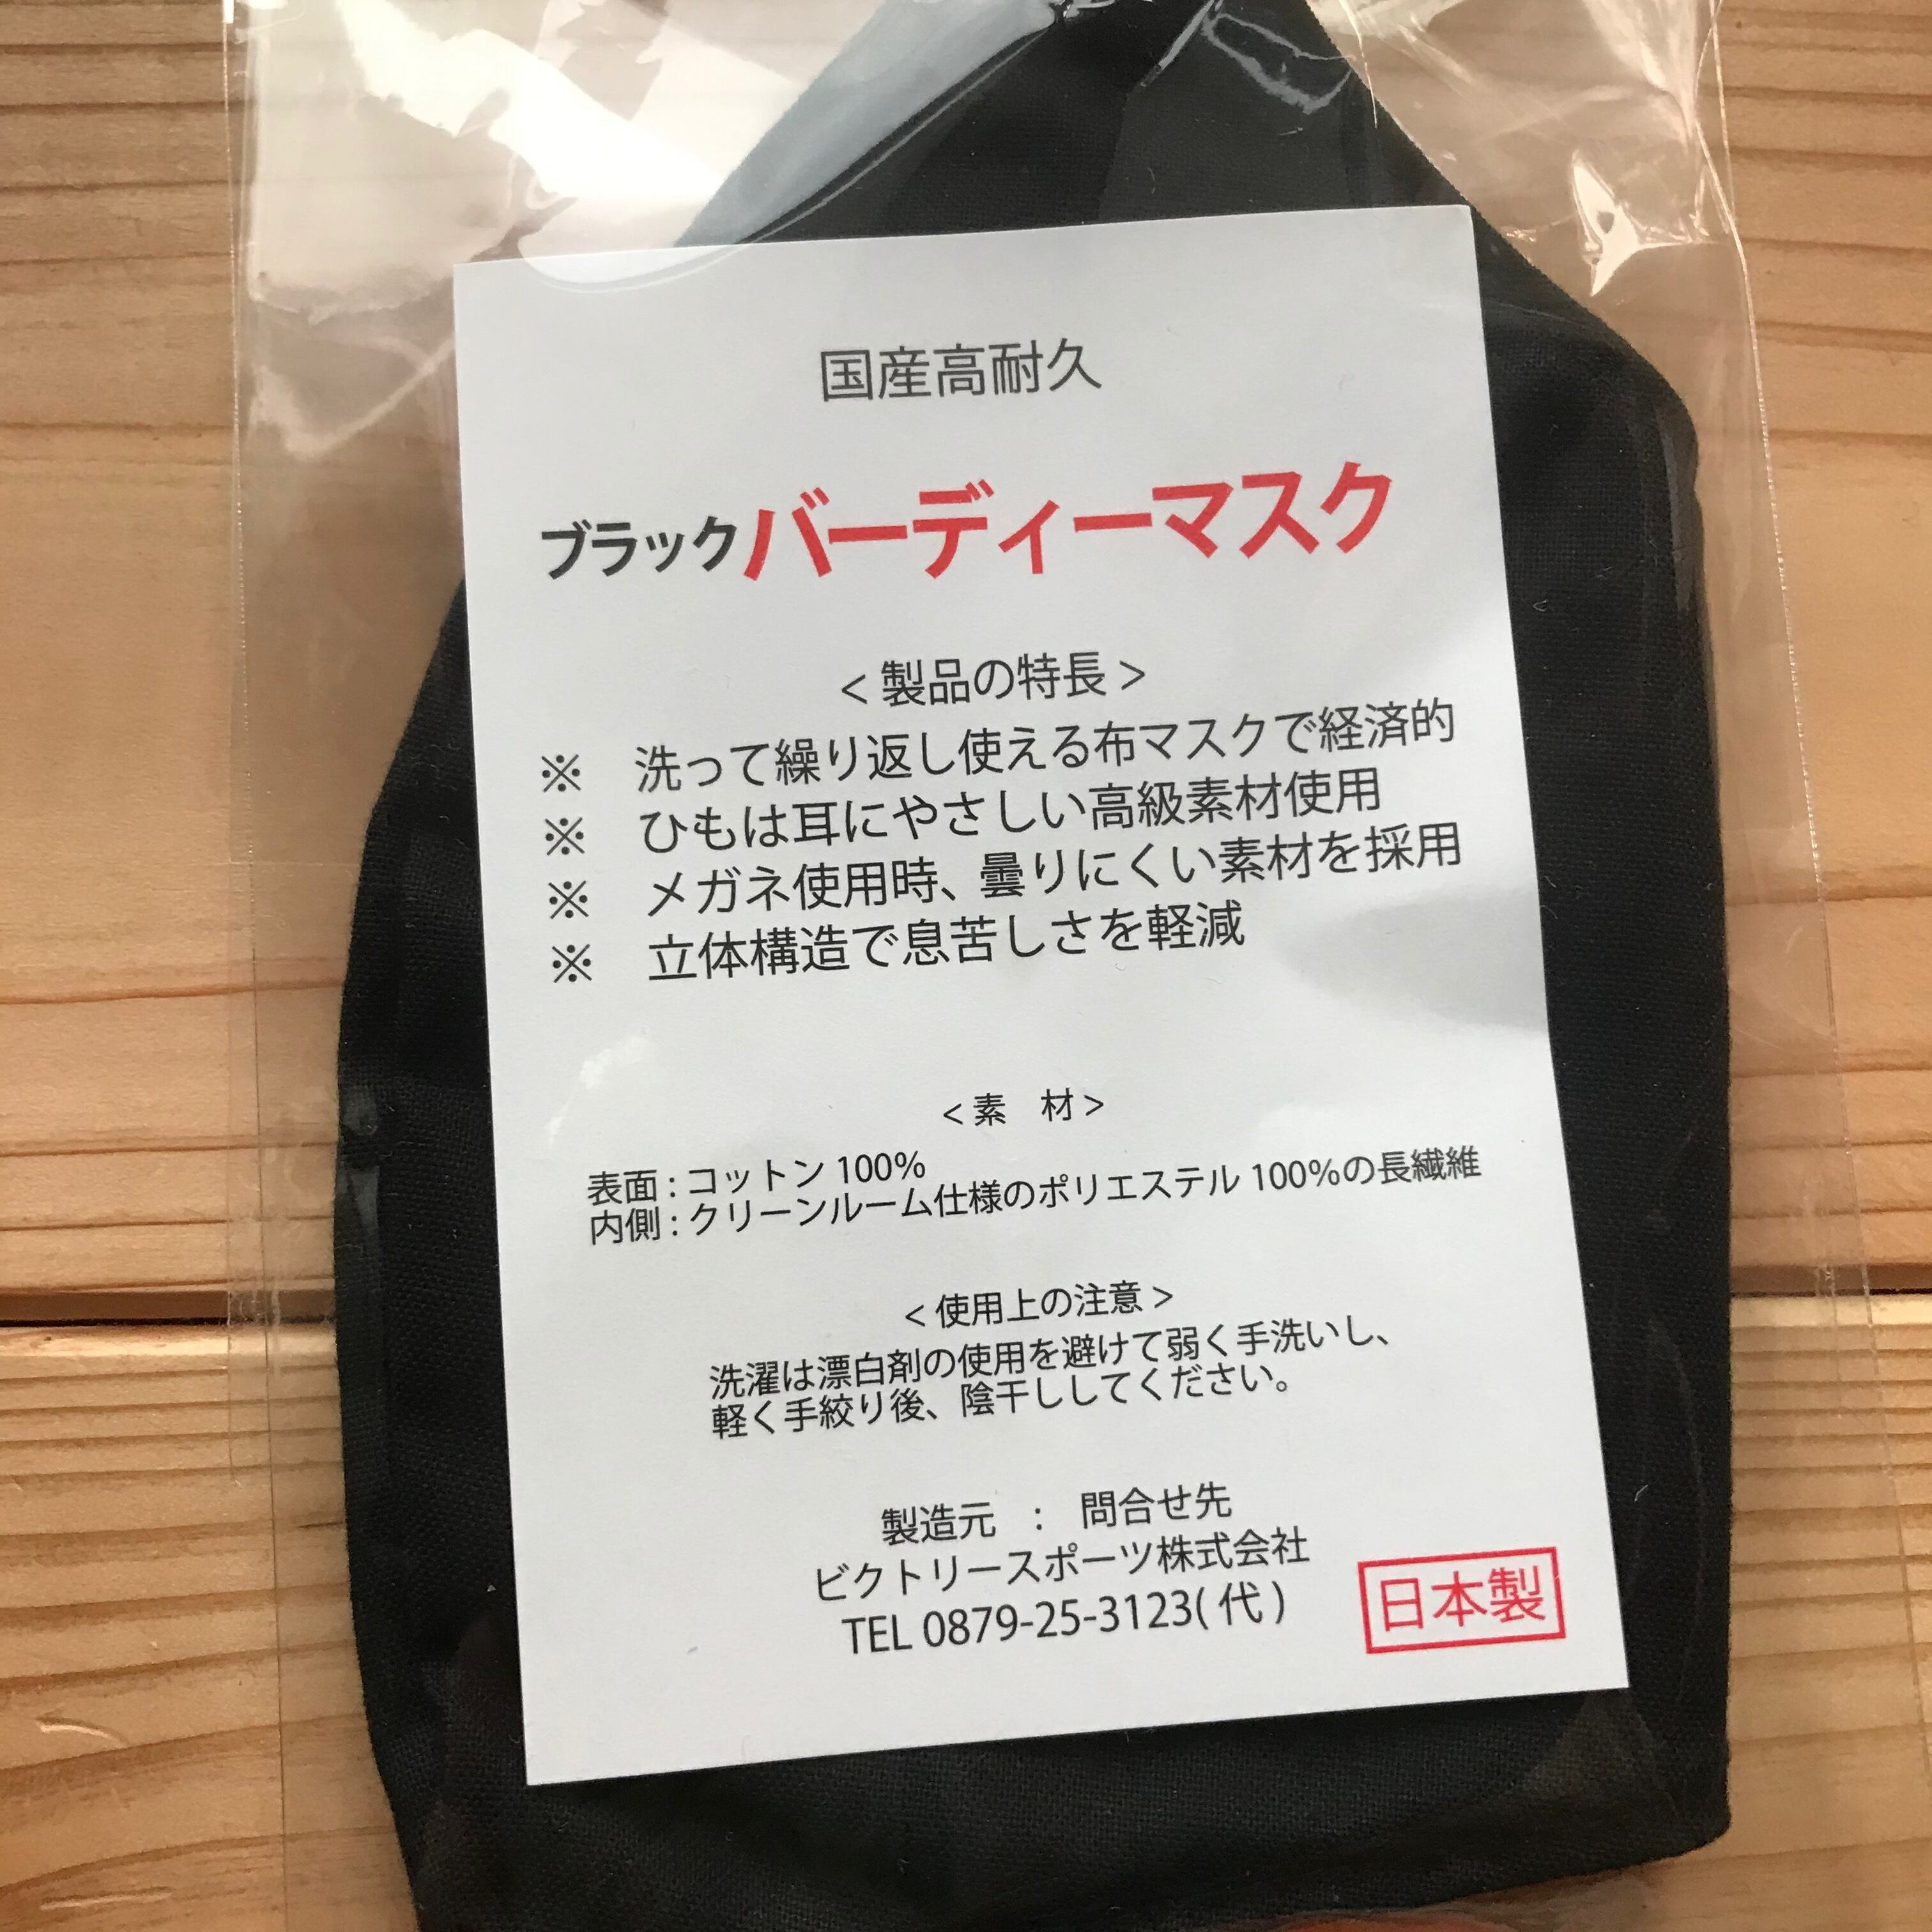 国産高耐久
ブラックバーディーマスク
< 製品の特長 >
※ 洗って繰り返し使える布マスクで経済的
※ ひもは耳にやさしい高級素材使用
※ メガネ使用時、曇りにくい素材を採用
※ 立体構造で息苦しさを軽減
< 素 材 >
表面 : コットン 100%
内側 : クリーンルーム仕様のポリエステル 100%の長繊維
< 使用上の注意 >
洗濯は漂白剤の使用を避けて弱く手洗いし、
軽く手絞り後、陰干ししてください。
製造元 : 問合せ先
ビクトリースポーツ株式会社
TEL 0879-25-3123( 代 )
日本製